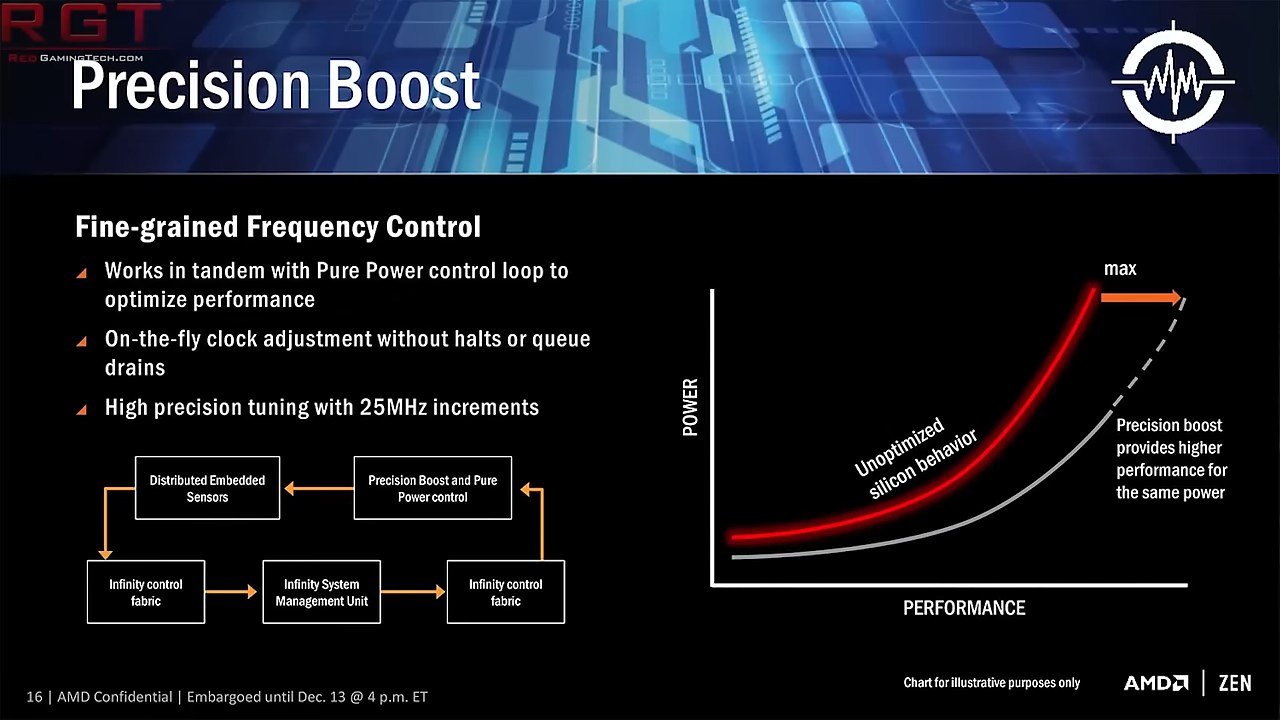 RGT
REDGAMINGTECH.COM
Precision Boost
Fine-grained Frequency Control
Works in tandem with Pure Power control loop to
optimize performance
On-the-fly clock adjustment without halts or queue
drains
High precision tuning with 25MHz increments
Distributed Embedded
Sensors
Precision Boost and Pure
Power control
Infinity control
fabric
Infinity System
Management Unit
Infinity control
fabric
max
POWER
Unoptimized
silicon behavior
Precision boost
provides higher
performance for
the same power
PERFORMANCE
16 | AMD Confidential | Embargoed until Dec. 13 @ 4 p.m. ET
Chart for illustrative purposes only
AMD | ZEN